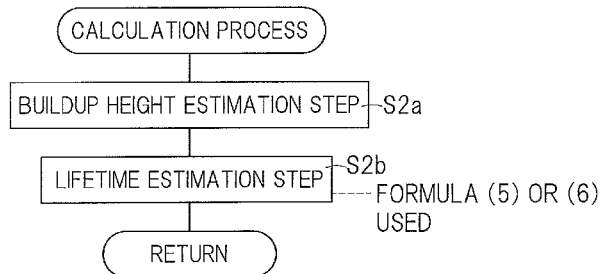 CALCULATION PROCESS
BUILDUP HEIGHT ESTIMATION STEP
S2a
LIFETIME ESTIMATION STEP
S2b
FORMULA (5) OR (6)
USED
RETURN